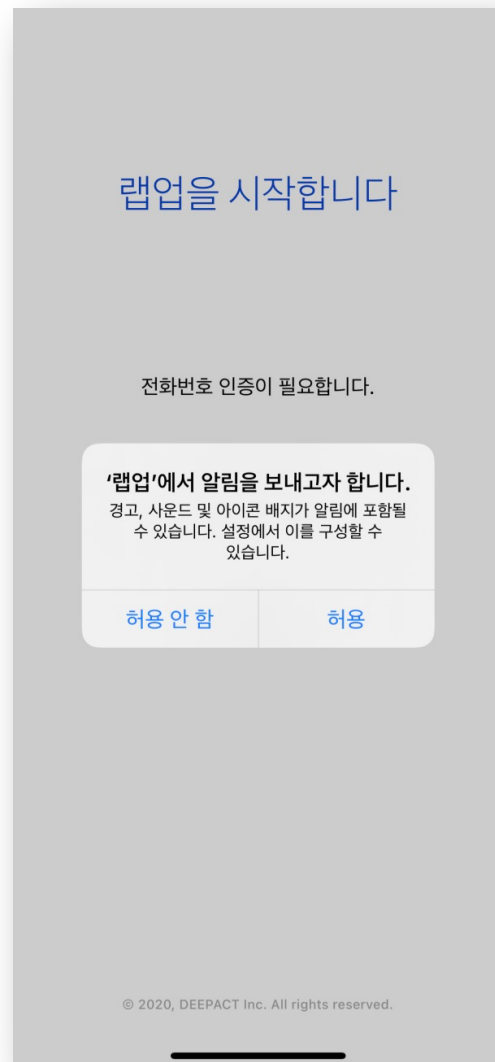 랩업을 시작합니다
전화번호 인증이 필요합니다.
‘랩업’에서 알림을 보내고자 합니다.
경고, 사운드 및 아이콘 배지가 알림에 포함될
수 있습니다. 설정에서 이를 구성할 수
있습니다.
허용 안 함
허용
© 2020, DEEPACT Inc. All rights reserved.